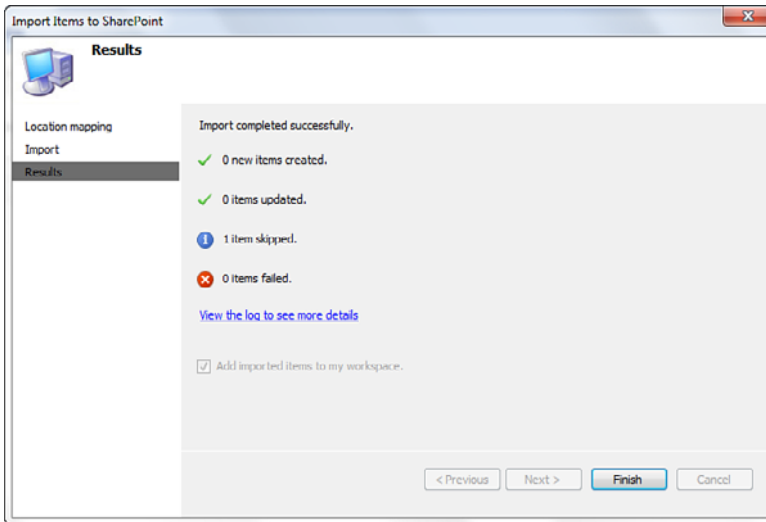 Import Items to SharePoint
Results
Location mapping
Import
Results
Import completed successfully.
0 new items created.
0 items updated.
1 item skipped.
0 items failed.
View the log to see more details
Add imported items to my workspace.
< Previous
Next >
Finish
Cancel